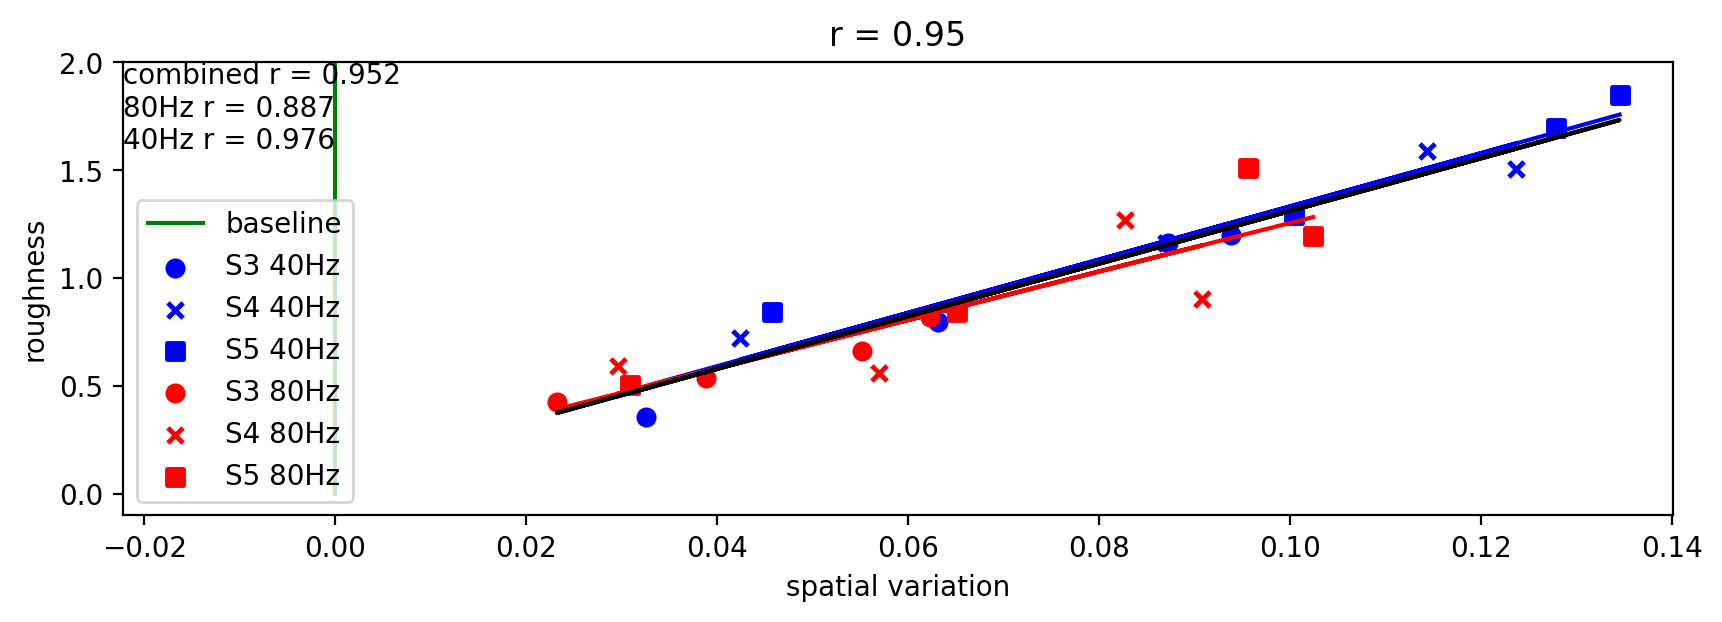 r = 0.95
combined r = 0.952
80Hz r = 0.887
40Hz r = 0.976
baseline
S3 40Hz
S4 40Hz
S5 40Hz
S3 80Hz
S4 80Hz
S5 80Hz
roughness
2.0
1.5
1.0
0.5
0.0
−0.02 0.00 0.02 0.04 0.06 0.08 0.10 0.12 0.14
spatial variation